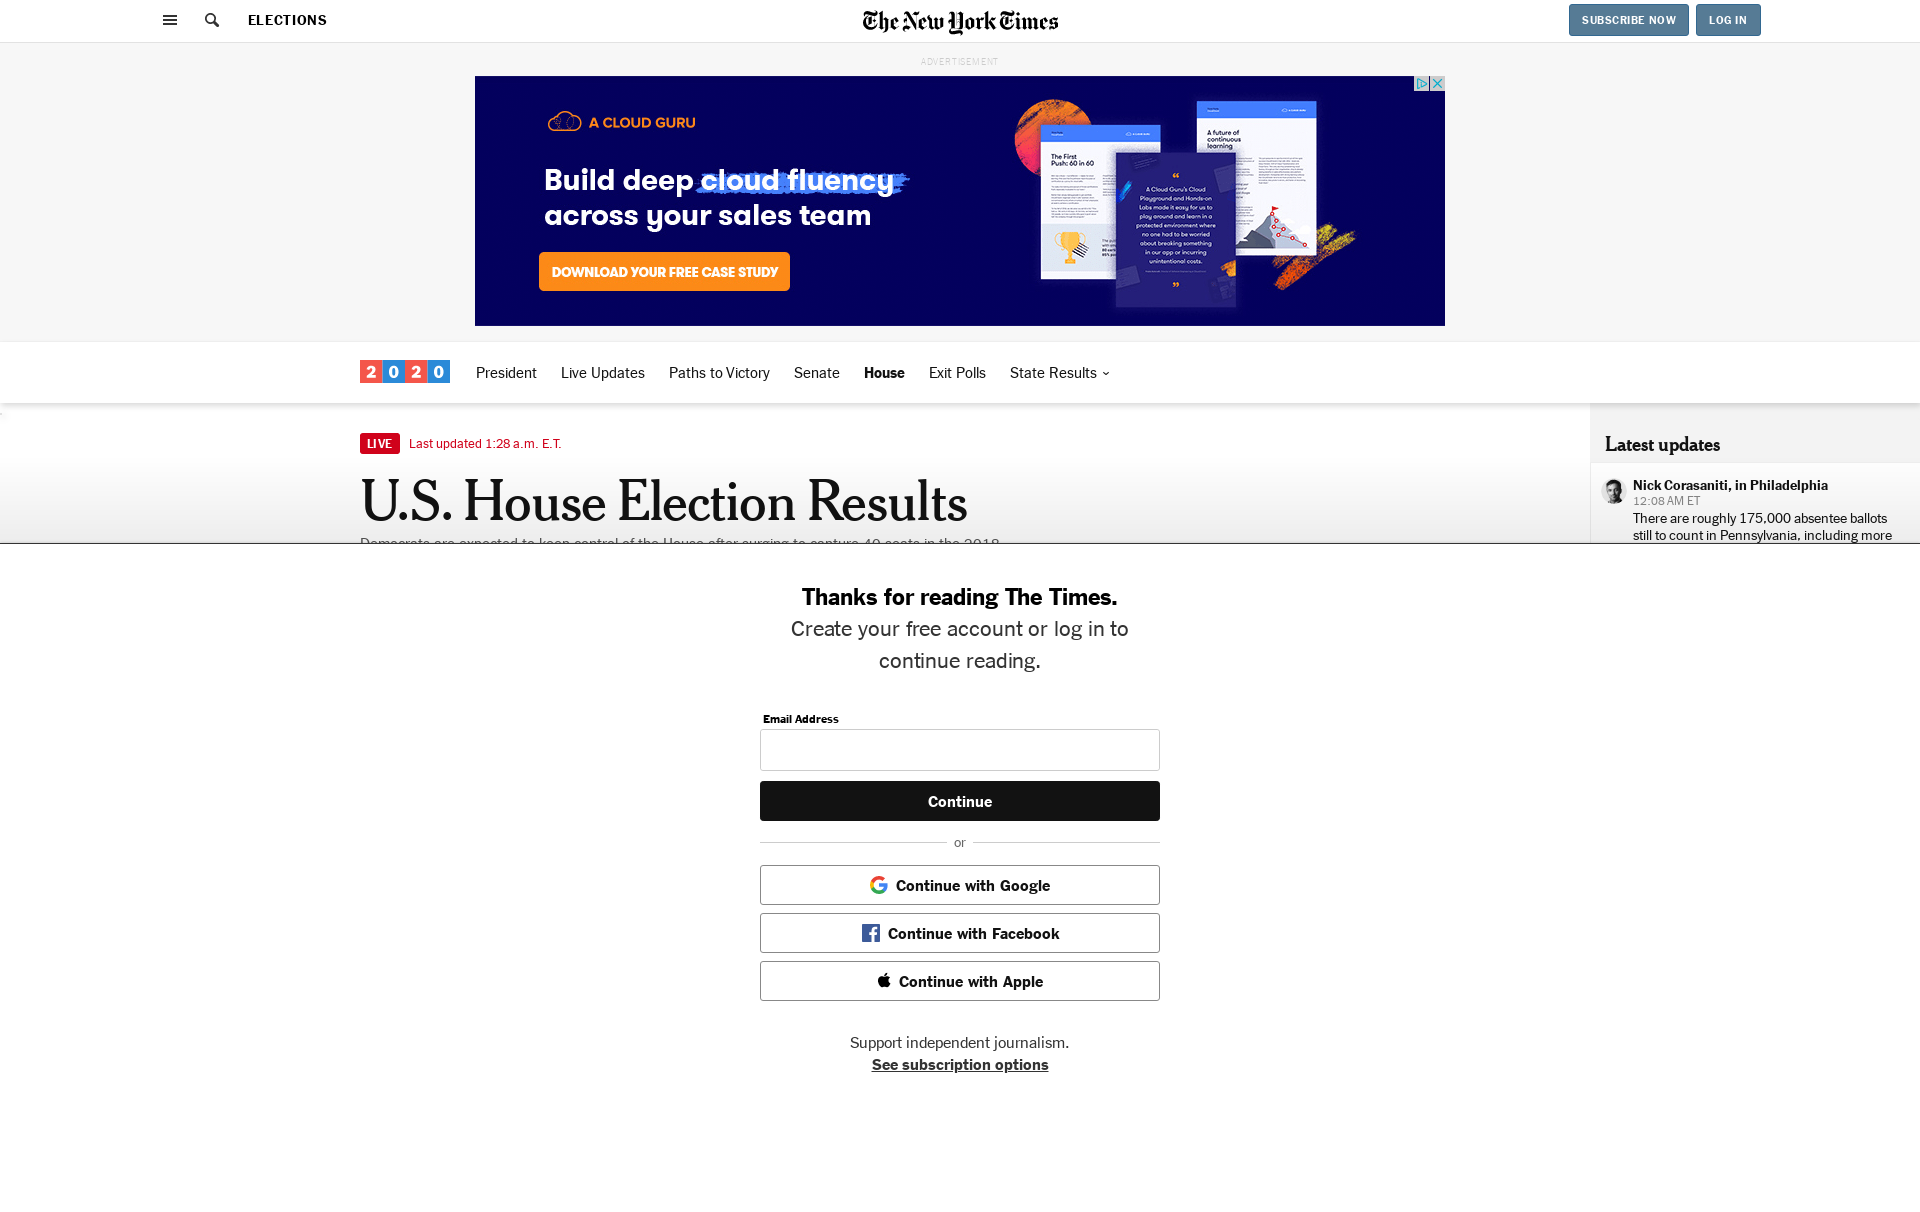 ELECTIONS
The New York Times
SUBSCRIBE NOW
LOG IN
ADVERTISEMENT
A CLOUD GURU
Build deep cloud fluency
across your sales team
DOWNLOAD YOUR FREE CASE STUDY
The First
Push: 60 in 60
A future of
continuous
learning
“
A Cloud Guru's Cloud
Playground and Hands-on
Labs made it easy for us to
play around and learn in a
protected environment where
no one had to be worried
about breaking something
in our app or incurring
unintentional costs.
”
2020
President
Live Updates
Paths to Victory
Senate
House
Exit Polls
State Results
LIVE
Last updated 1:28 a.m. E.T.
U.S. House Election Results
Democrats are expected to keep control of the House after surging to capture 40 seats in the 2018
Latest updates
Nick Corasaniti, in Philadelphia
12:08 AM ET
There are roughly 175,000 absentee ballots
still to count in Pennsylvania, including more
Thanks for reading The Times.
Create your free account or log in to
continue reading.
Email Address
Continue
or
Continue with Google
Continue with Facebook
Continue with Apple
Support independent journalism.
See subscription options